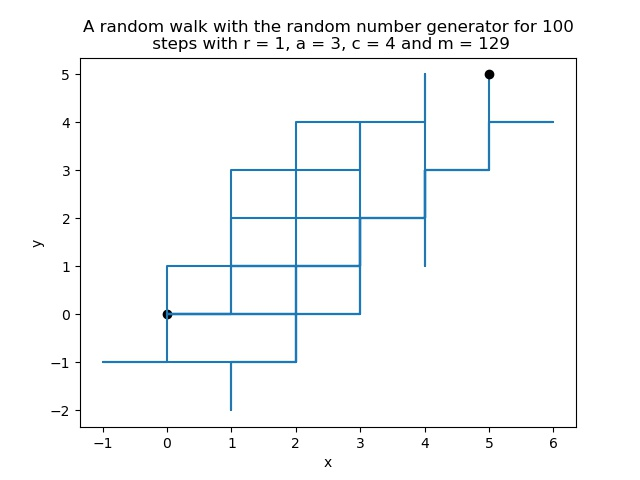 A random walk with the random number generator for 100
steps with r = 1, a = 3, c = 4 and m = 129
y
5
4
3
2
1
0
−1
−2
−1 0 1 2 3 4 5 6
x